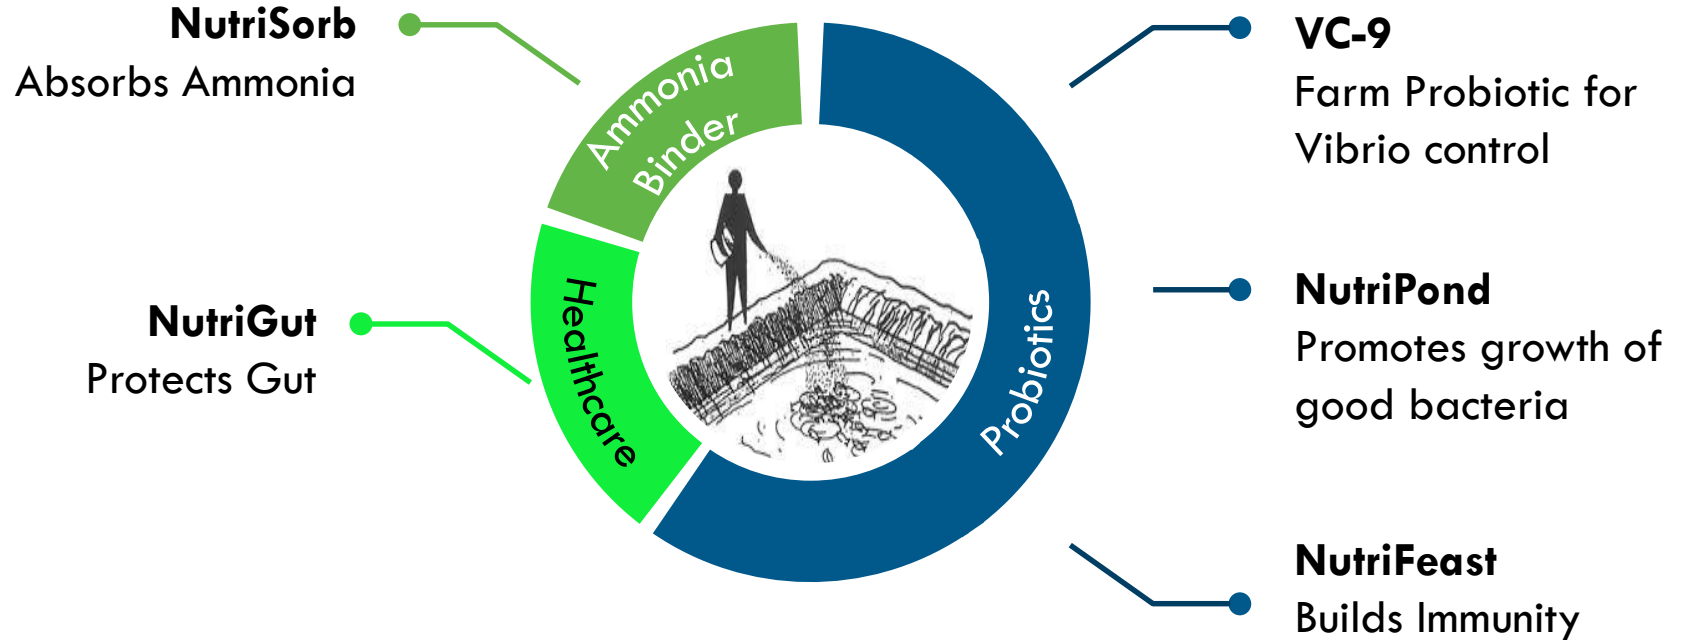 NutriSorb
Absorbs Ammonia
NutriGut
Protects Gut
Ammonia
Binder
Healthcare
Probiotics
VC-9
Farm Probiotic for
Vibrio control
NutriPond
Promotes growth of
good bacteria
NutriFeast
Builds Immunity